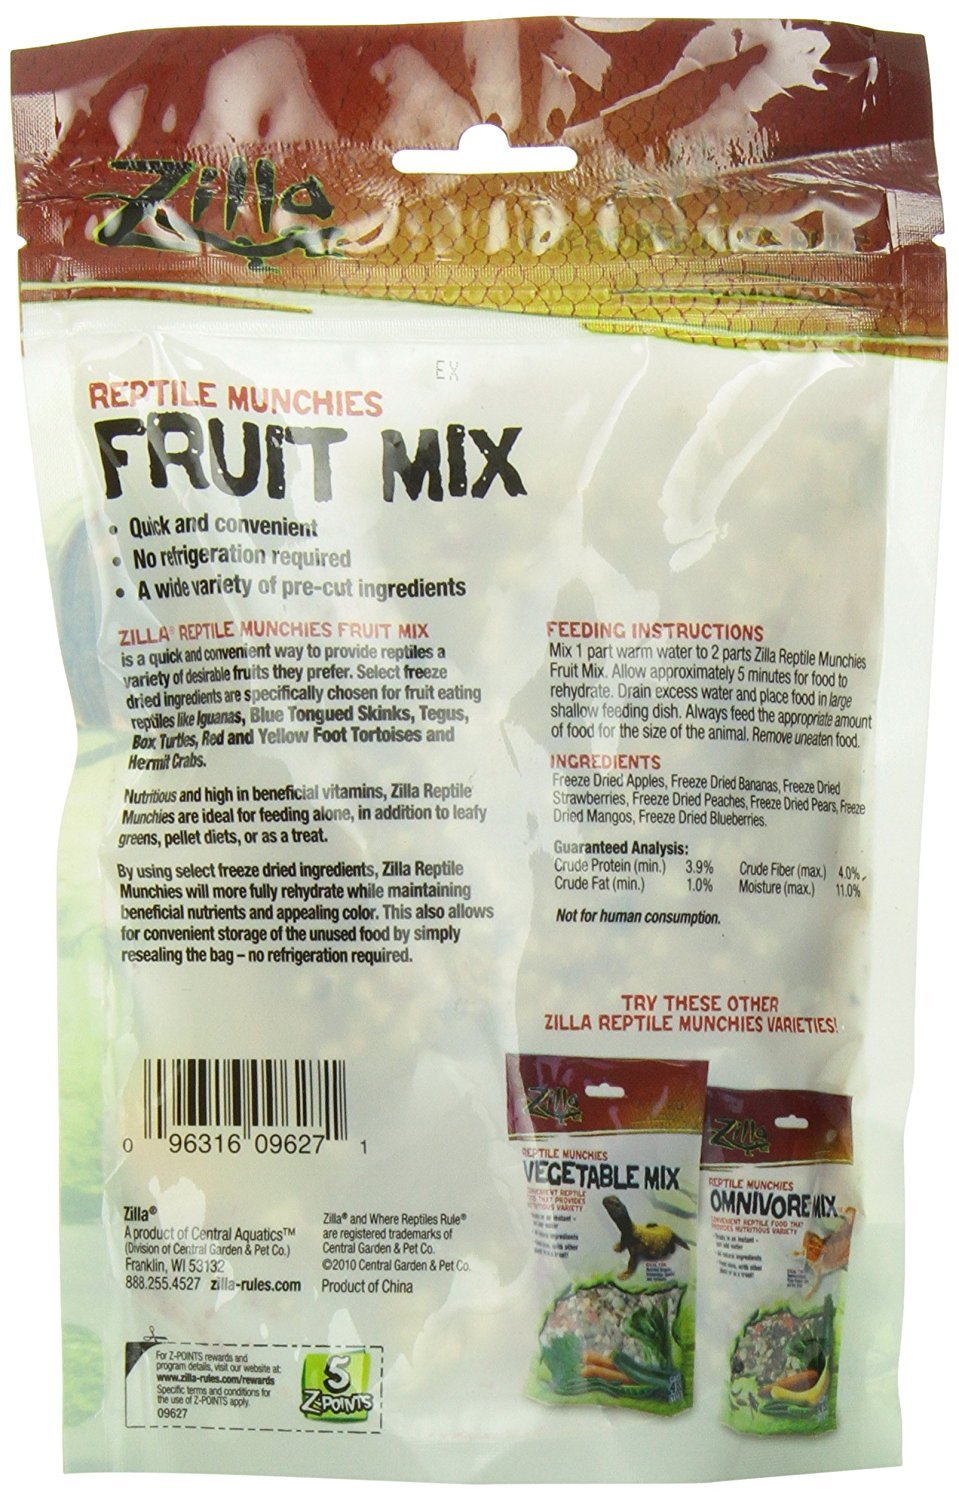 Zilla
EX
REPTILE MUNCHIES
FRUIT MIX
• Quick and convenient
• No refrigeration required
• A wide variety of pre-cut ingredients
ZILLA® REPTILE MUNCHIES FRUIT MIX
is a quick and convenient way to provide reptiles a
variety of desirable fruits they prefer. Select freeze
dried ingredients are specifically chosen for fruit eating
reptiles like Iguanas, Blue Tongued Skinks, Tegus,
Box Turtles, Red and Yellow Foot Tortoises and
Hermit Crabs.
Nutritious and high in beneficial vitamins, Zilla Reptile
Munchies are ideal for feeding alone, in addition to leafy
greens, pellet diets, or as a treat.
By using select freeze dried ingredients, Zilla Reptile
Munchies will more fully rehydrate while maintaining
beneficial nutrients and appealing color. This also allows
for convenient storage of the unused food by simply
resealing the bag – no refrigeration required.
FEEDING INSTRUCTIONS
Mix 1 part warm water to 2 parts Zilla Reptile Munchies
Fruit Mix. Allow approximately 5 minutes for food to
rehydrate. Drain excess water and place food in large
shallow feeding dish. Always feed the appropriate amount
of food for the size of the animal. Remove uneaten food.
INGREDIENTS
Freeze Dried Apples, Freeze Dried Bananas, Freeze Dried
Strawberries, Freeze Dried Peaches, Freeze Dried Pears, Freeze
Dried Mangos, Freeze Dried Blueberries.
Guaranteed Analysis:
Crude Protein (min.) 3.9% Crude Fiber (max.) 4.0%
Crude Fat (min.) 1.0% Moisture (max.) 11.0%
Not for human consumption.
TRY THESE OTHER
ZILLA REPTILE MUNCHIES VARIETIES!
Zilla
REPTILE MUNCHIES
VEGETABLE MIX
CONVENIENT REPTILE
FOOD THAT PROVIDES
NUTRITIOUS VARIETY
Zilla
REPTILE MUNCHIES
OMNIVORE MIX
CONVENIENT REPTILE FOOD THAT
PROVIDES NUTRITIOUS VARIETY
0 96316 09627 1
Zilla®
A product of Central Aquatics™
(Division of Central Garden & Pet Co.)
Franklin, WI 53132
888.255.4527 zilla-rules.com
Zilla® and Where Reptiles Rule®
are registered trademarks of
Central Garden & Pet Co.
©2010 Central Garden & Pet Co.
Product of China
For Z-POINTS rewards and
program details, visit our website at:
www.zilla-rules.com/rewards
Specific terms and conditions for
the use of Z-POINTS apply.
09627
5
Z-POINTS